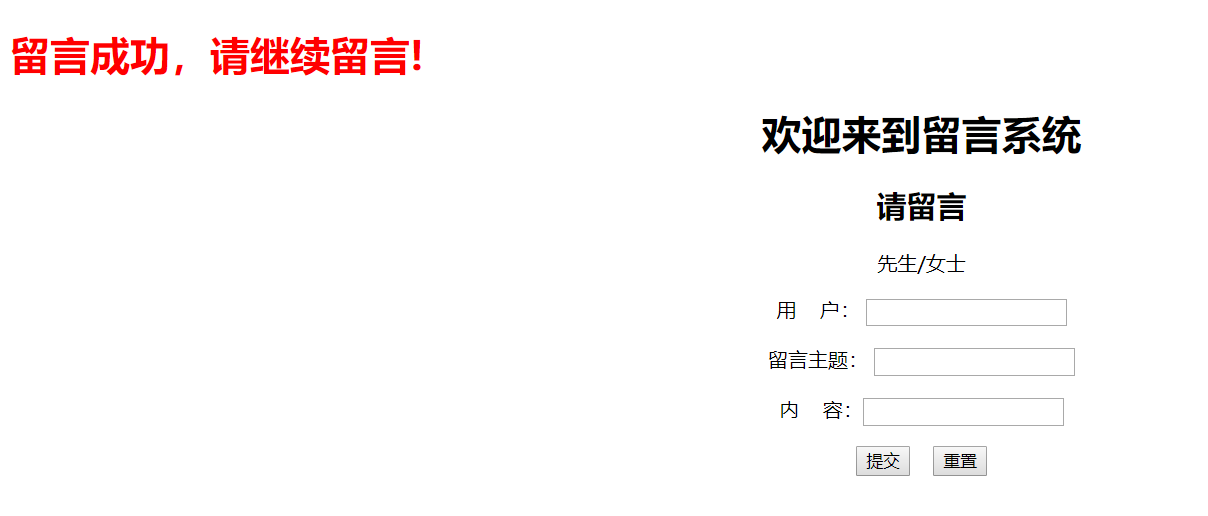 留言成功，请继续留言!
欢迎来到留言系统
请留言
先生/女士
用 户：
留言主题：
内 容：
提交 重置